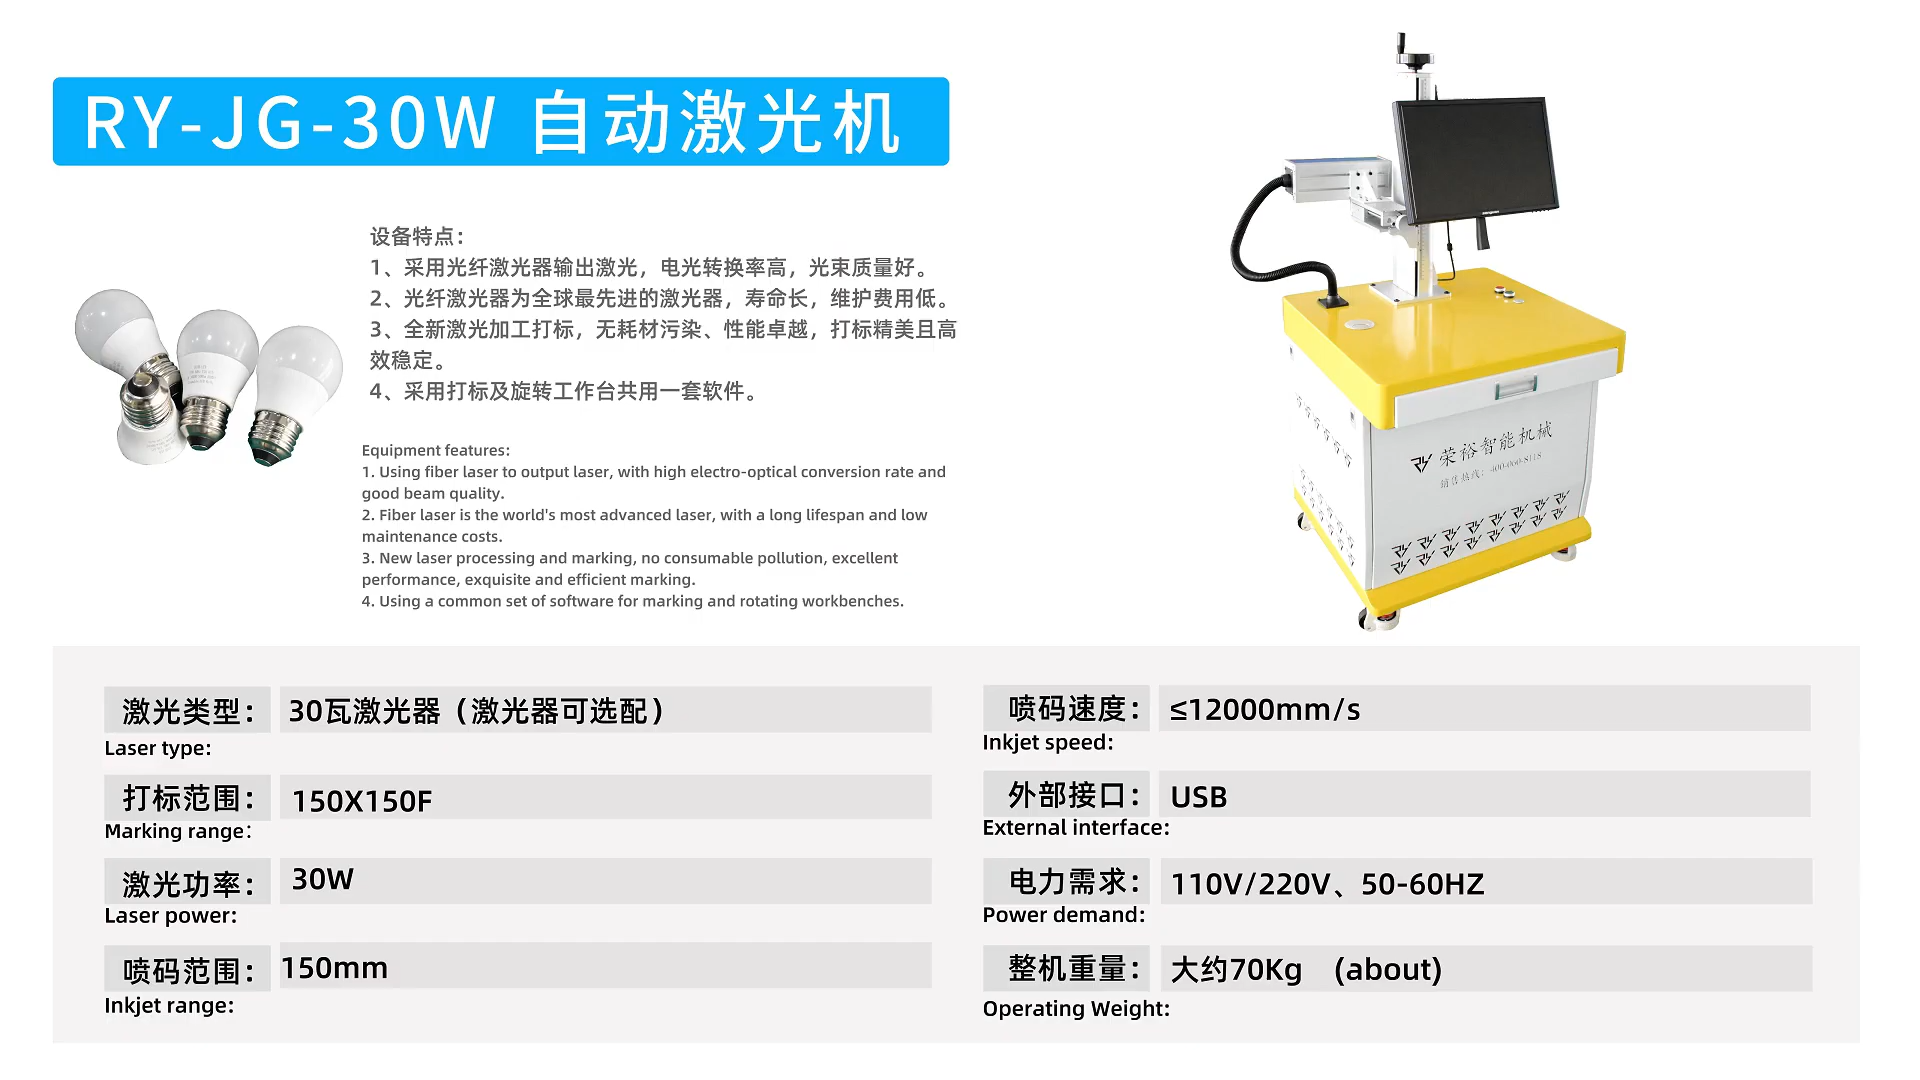 RY-JG-30W 自动激光机
设备特点：
1、采用光纤激光器输出激光，电光转换率高，光束质量好。
2、光纤激光器为全球最先进的激光器，寿命长，维护费用低。
3、全新激光加工打标，无耗材污染、性能卓越，打标精美且高
效稳定。
4、采用打标及旋转工作台共用一套软件。
Equipment features:
1. Using fiber laser to output laser, with high electro-optical conversion rate and
good beam quality.
2. Fiber laser is the world's most advanced laser, with a long lifespan and low
maintenance costs.
3. New laser processing and marking, no consumable pollution, excellent
performance, exquisite and efficient marking.
4. Using a common set of software for marking and rotating workbenches.
RY 荣裕智能机械
销售热线：400-060-8118
激光类型： 30瓦激光器（激光器可选配）
Laser type:
打标范围： 150X150F
Marking range:
激光功率： 30W
Laser power:
喷码范围： 150mm
Inkjet range:
喷码速度： ≤12000mm/s
Inkjet speed:
外部接口： USB
External interface:
电力需求： 110V/220V、50-60HZ
Power demand:
整机重量： 大约70Kg (about)
Operating Weight: